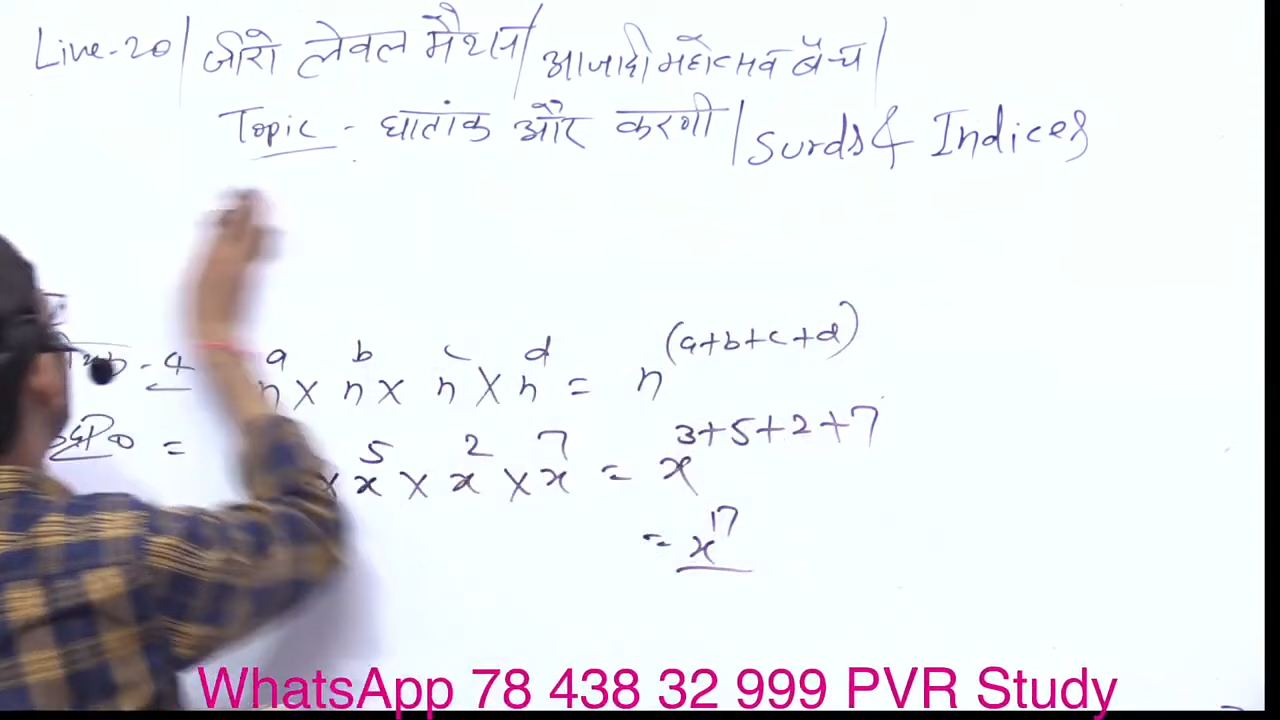 Live-20 | जीरो लेवल मैथ्स | आजादी महोत्सव बैच |
Topic - घातांक और करणी | Surds & Indices
- 4 n^a × n^b × n^c × n^d = n^(a+b+c+d)
= × x^5 × x^2 × x^7 = x^3+5+2+7
= x^17
WhatsApp 78 438 32 999 PVR Study